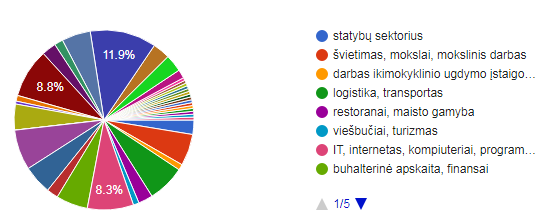 11.9%
8.8%
8.3%
statybų sektorius
švietimas, mokslai, mokslinis darbas
darbas ikimokyklinio ugdymo įstaigo…
logistika, transportas
restoranai, maisto gamyba
viešbučiai, turizmas
IT, internetas, kompiuteriai, program…
buhalterinė apskaita, finansai
1/5